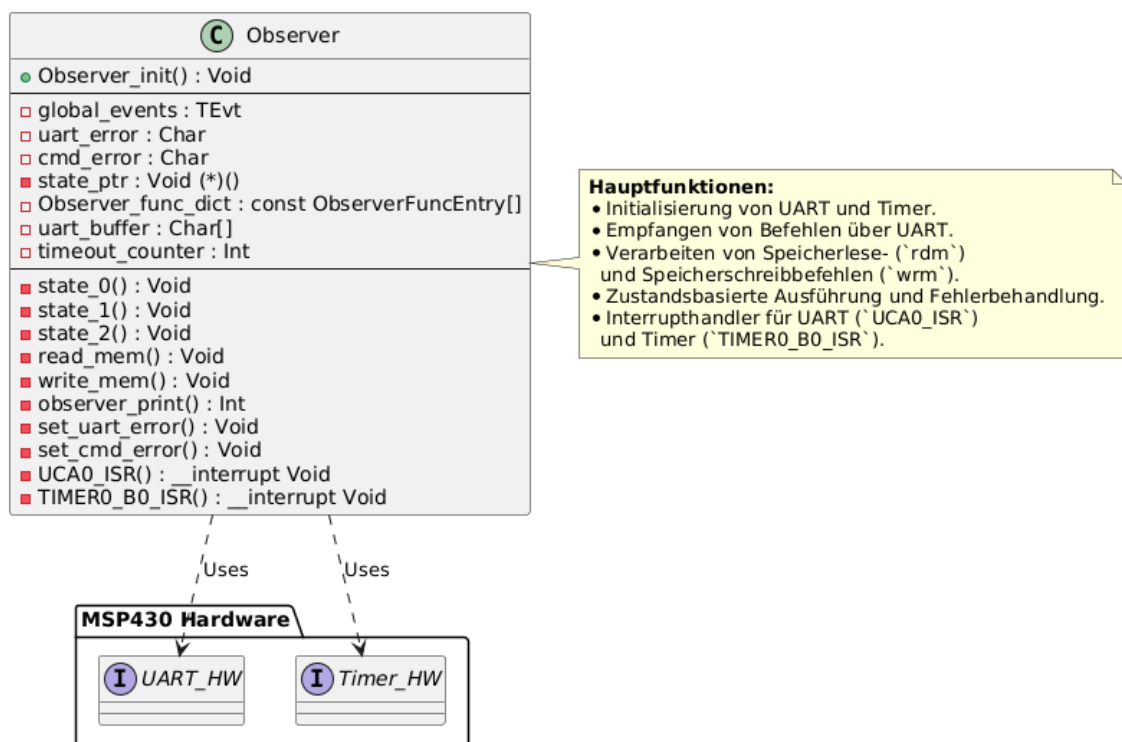 C Observer
Observer_init() : Void
global_events : TEvt
uart_error : Char
cmd_error : Char
state_ptr : Void (*)()
Observer_func_dict : const ObserverFuncEntry[]
uart_buffer : Char[]
timeout_counter : Int
state_0() : Void
state_1() : Void
state_2() : Void
read_mem() : Void
write_mem() : Void
observer_print() : Int
set_uart_error() : Void
set_cmd_error() : Void
UCA0_ISR() : __interrupt Void
TIMER0_B0_ISR() : __interrupt Void
Hauptfunktionen:
• Initialisierung von UART und Timer.
• Empfangen von Befehlen über UART.
• Verarbeiten von Speicherlese- (`rdm`)
und Speicherschreibbefehlen (`wrm`).
• Zustandsbasierte Ausführung und Fehlerbehandlung.
• Interrupthandler für UART (`UCA0_ISR`)
und Timer (`TIMER0_B0_ISR`).
Uses
Uses
MSP430 Hardware
I UART_HW
I Timer_HW